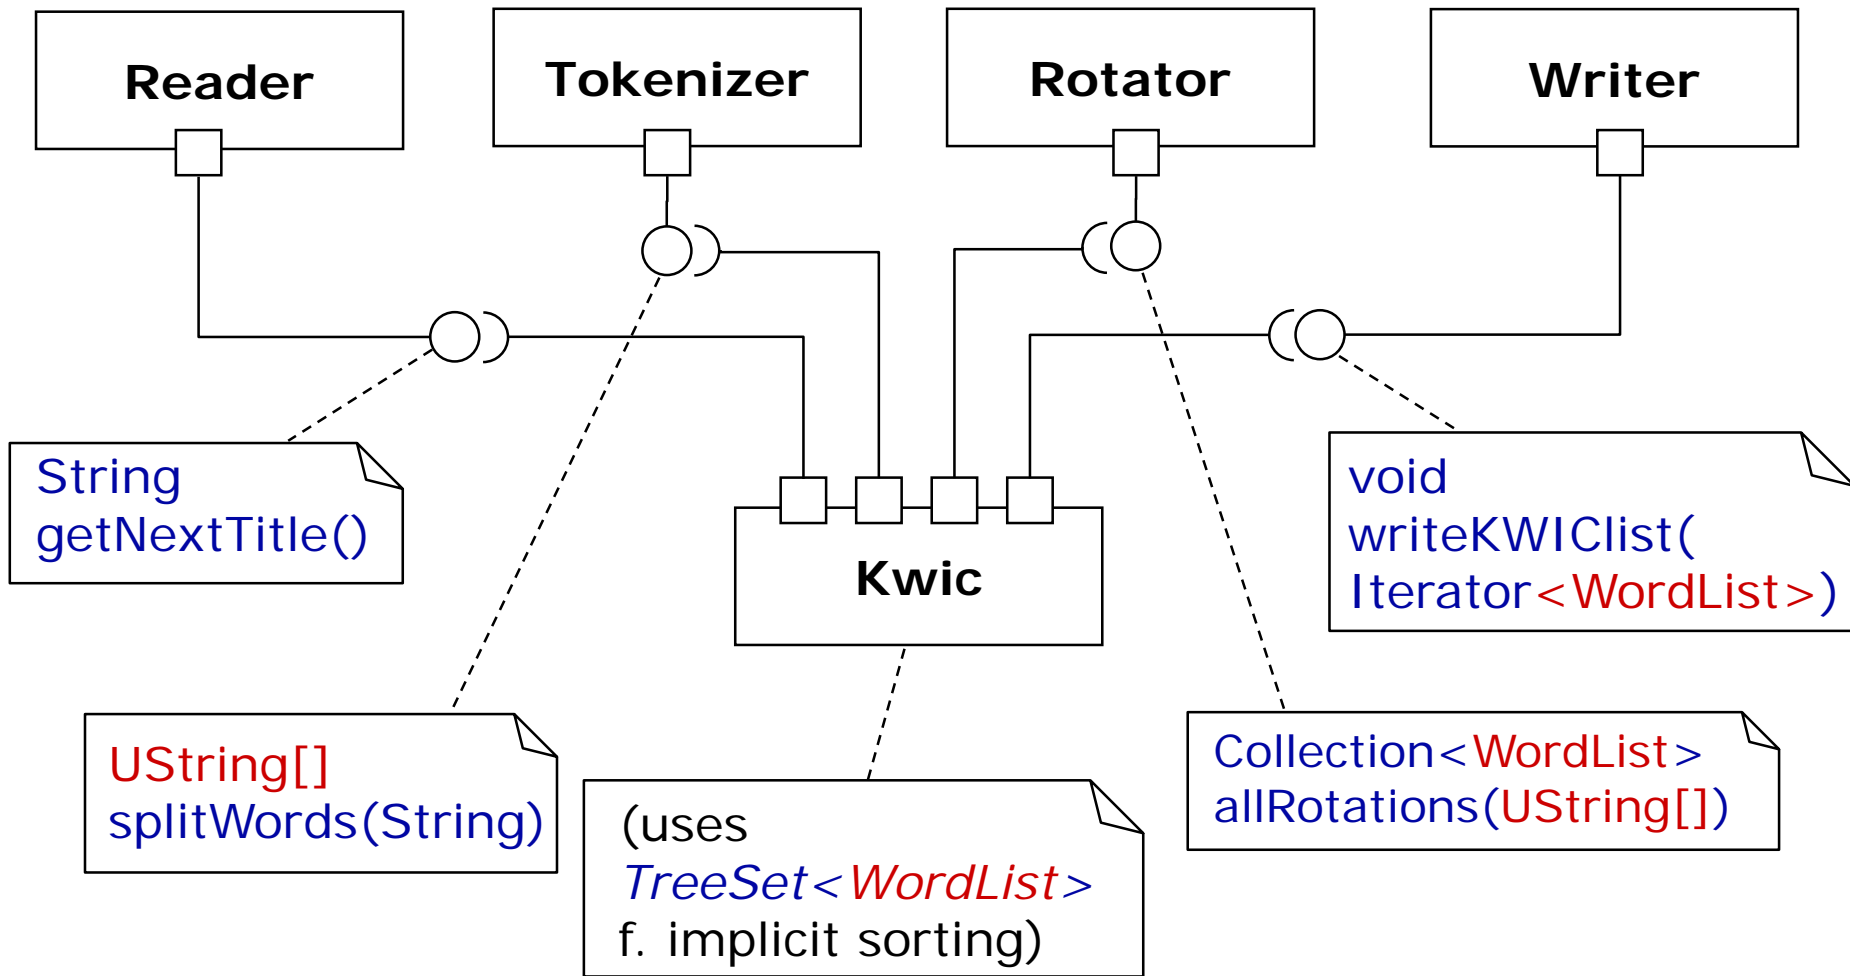 Reader
Tokenizer
Rotator
Writer
String
getNextTitle()
void
writeKWIClist(
Iterator<WordList>)
Kwic
UString[]
splitWords(String)
(uses
TreeSet<WordList>
f. implicit sorting)
Collection<WordList>
allRotations(UString[])